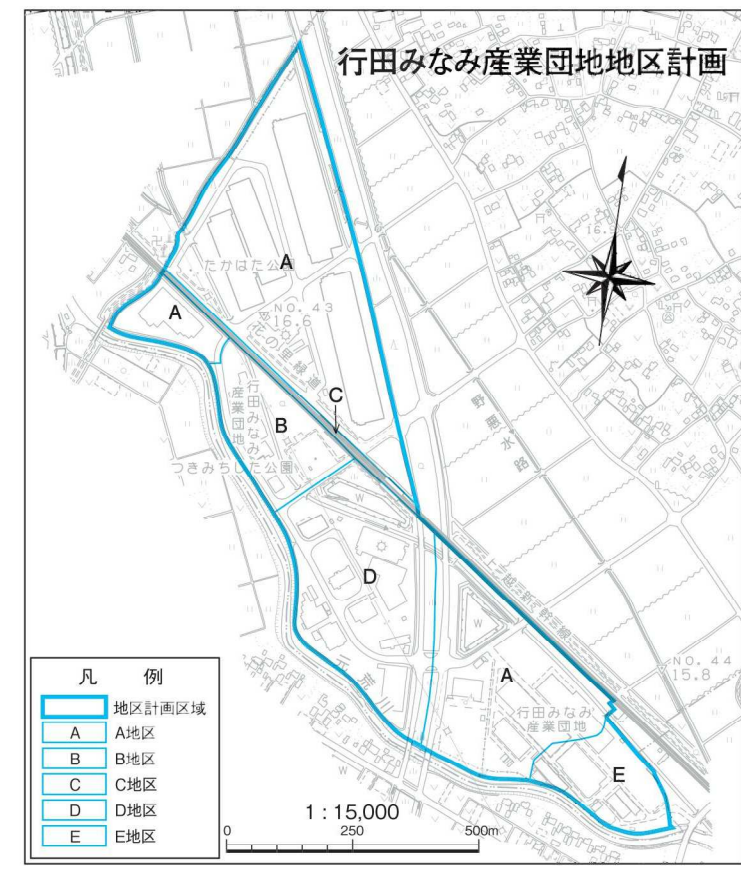 行田みなみ産業団地地区計画
A
たかはた公園
A
NO.43
16.6
C
行田みなみ
産業団地
B
つきみちした公園
W
野悪水路
D
上越新幹線
W
NO.44
15.8
元荒川
A
行田みなみ
産業団地
E
W
凡 例
地区計画区域
A A地区
B B地区
C C地区
D D地区
E E地区
1:15,000
0 250 500m